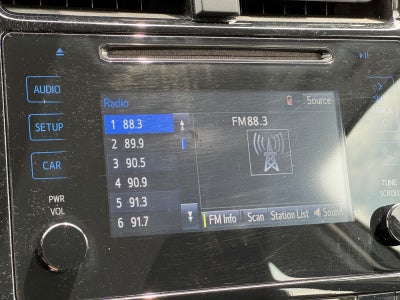 AUDIO
SETUP
CAR
PWR
VOL
Radio
Source
1 88.3
2 89.9
3 90.5
4 90.9
5 91.3
6 91.7
FM88.3
FM Info
Scan
Station List
Sound
TUNE
SCROLL